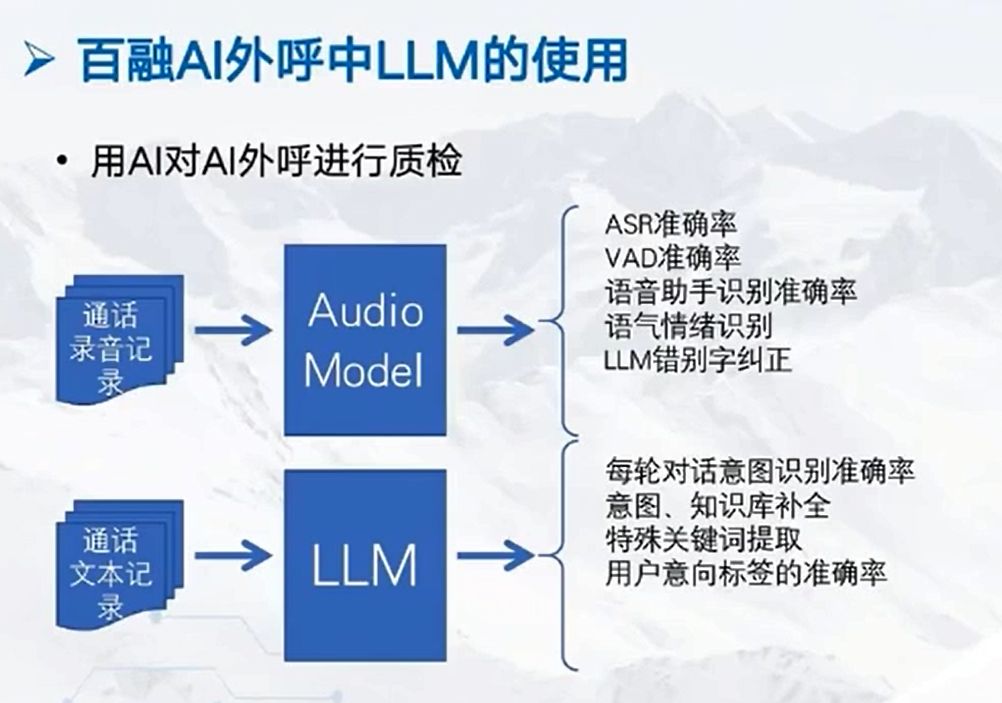 百融AI外呼中LLM的使用
• 用AI对AI外呼进行质检
通话
录音记
录
Audio
Model
ASR准确率
VAD准确率
语音助手识别准确率
语气情绪识别
LLM错别字纠正
通话
文本记
录
LLM
每轮对话意图识别准确率
意图、知识库补全
特殊关键词提取
用户意向标签的准确率